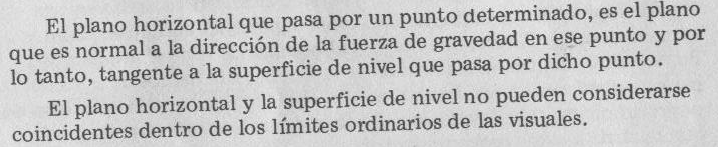 El plano horizontal que pasa por un punto determinado, es el plano
que es normal a la dirección de la fuerza de gravedad en ese punto y por
lo tanto, tangente a la superficie de nivel que pasa por dicho punto.
El plano horizontal y la superficie de nivel no pueden considerarse
coincidentes dentro de los límites ordinarios de las visuales.